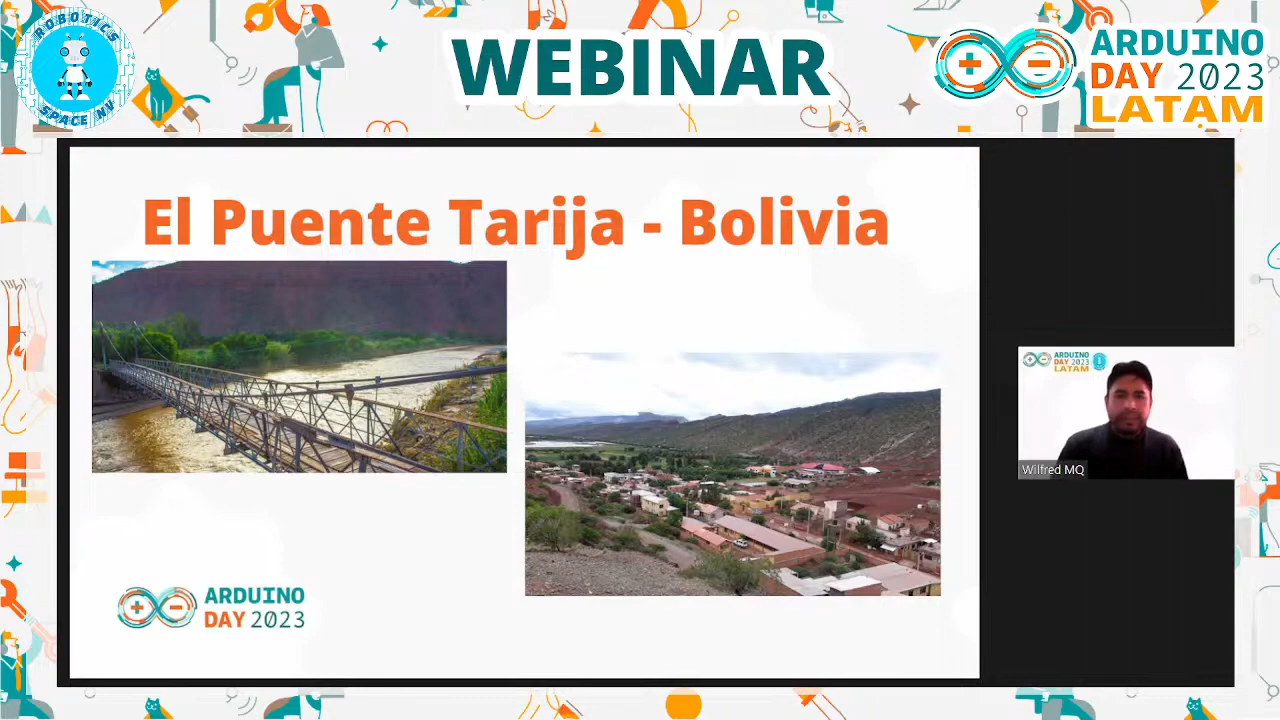 ROBOTICS
SPACE NV
WEBINAR
ARDUINO
DAY 2023
LATAM
El Puente Tarija - Bolivia
ARDUINO
DAY 2023
LATAM
Wilfred MQ
ARDUINO
DAY 2023